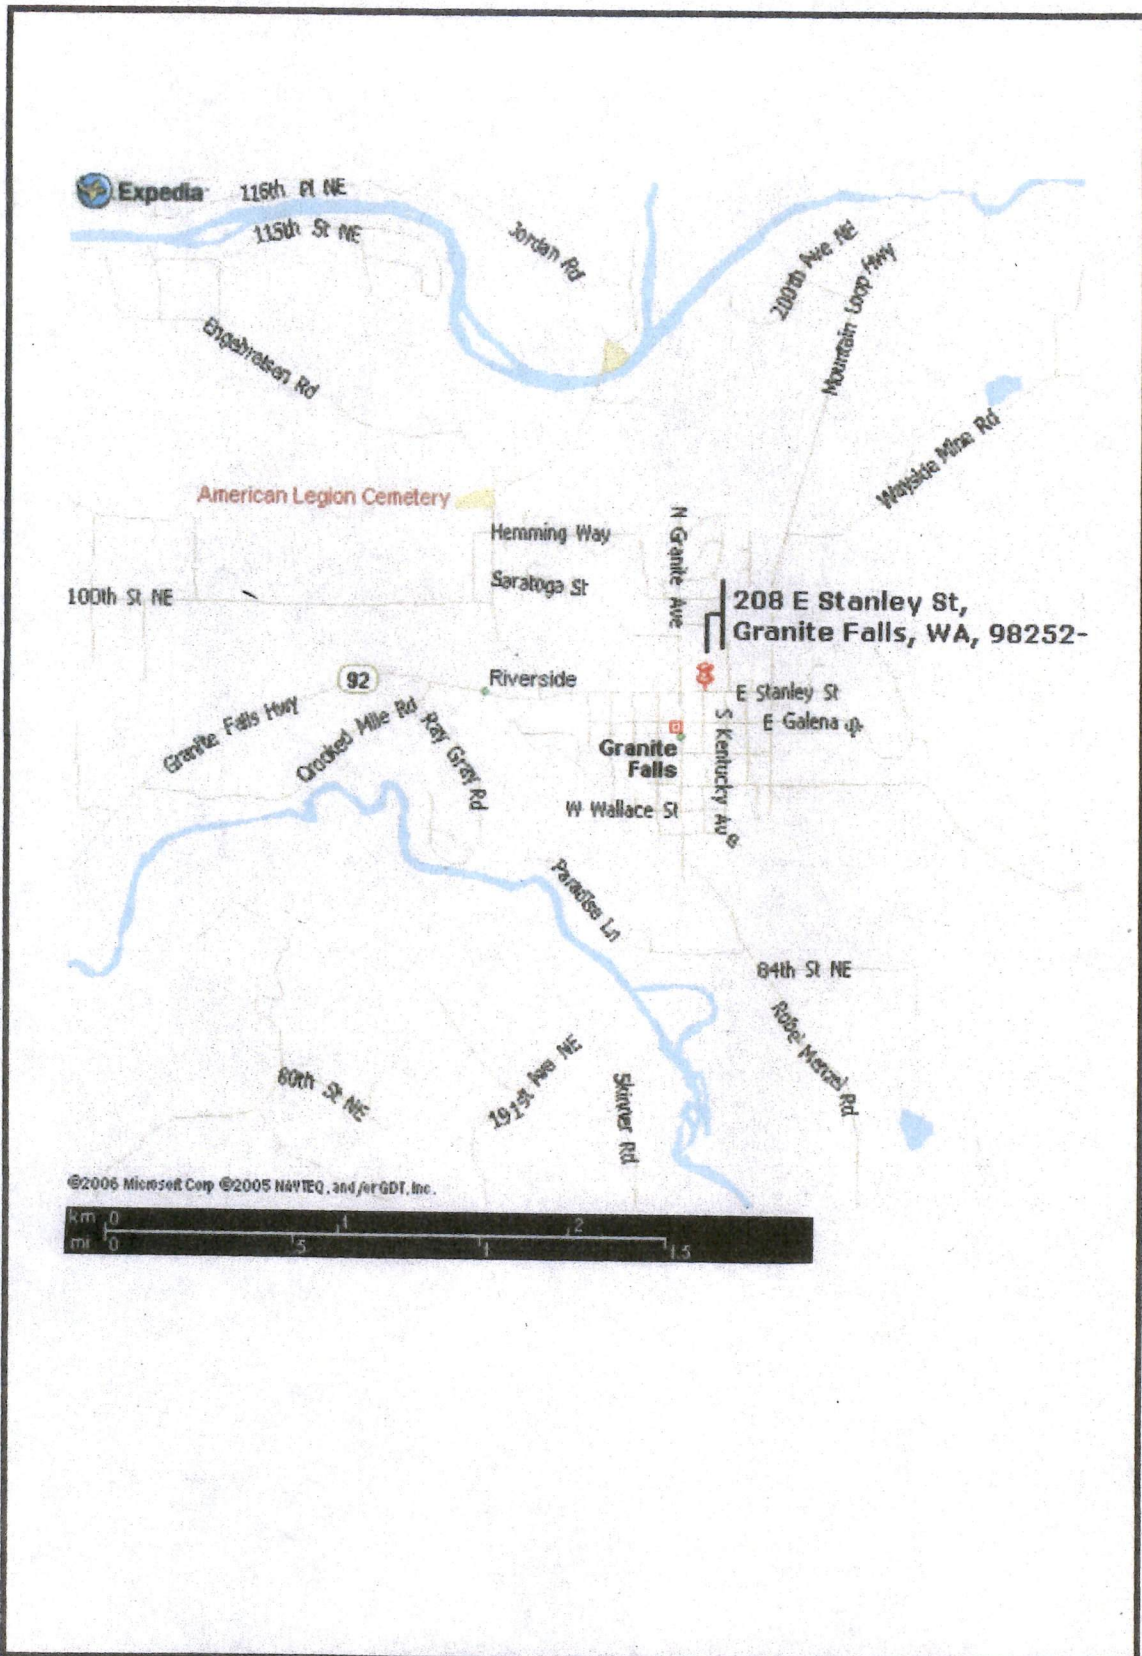 Expedia
116th Pl NE
115th St NE
Jordan Rd
200th Ave NE
Mountain Loop Hwy
Engebretsen Rd
Wayside Mine Rd
American Legion Cemetery
Hemming Way
N Granite Ave
Saratoga St
100th St NE
208 E Stanley St,
Granite Falls, WA, 98252-
92
Riverside
E Stanley St
E Galena St
Granite Falls Hwy
Crooked Mile Rd
Ray Gray Rd
S Kentucky Ave
Granite
Falls
W Wallace St
Paradise Ln
84th St NE
Robe Menzel Rd
80th St NE
191st Ave NE
Skinner Rd
©2006 Microsoft Corp ©2005 NAVTEQ, and/or GDT, Inc.
km 0 1 2
mi 0 .5 1 1.5